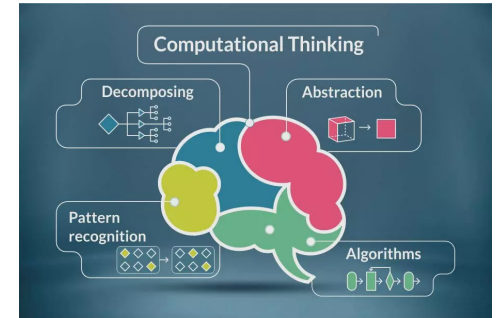 Computational Thinking
Decomposing
Abstraction
Pattern
recognition
Algorithms